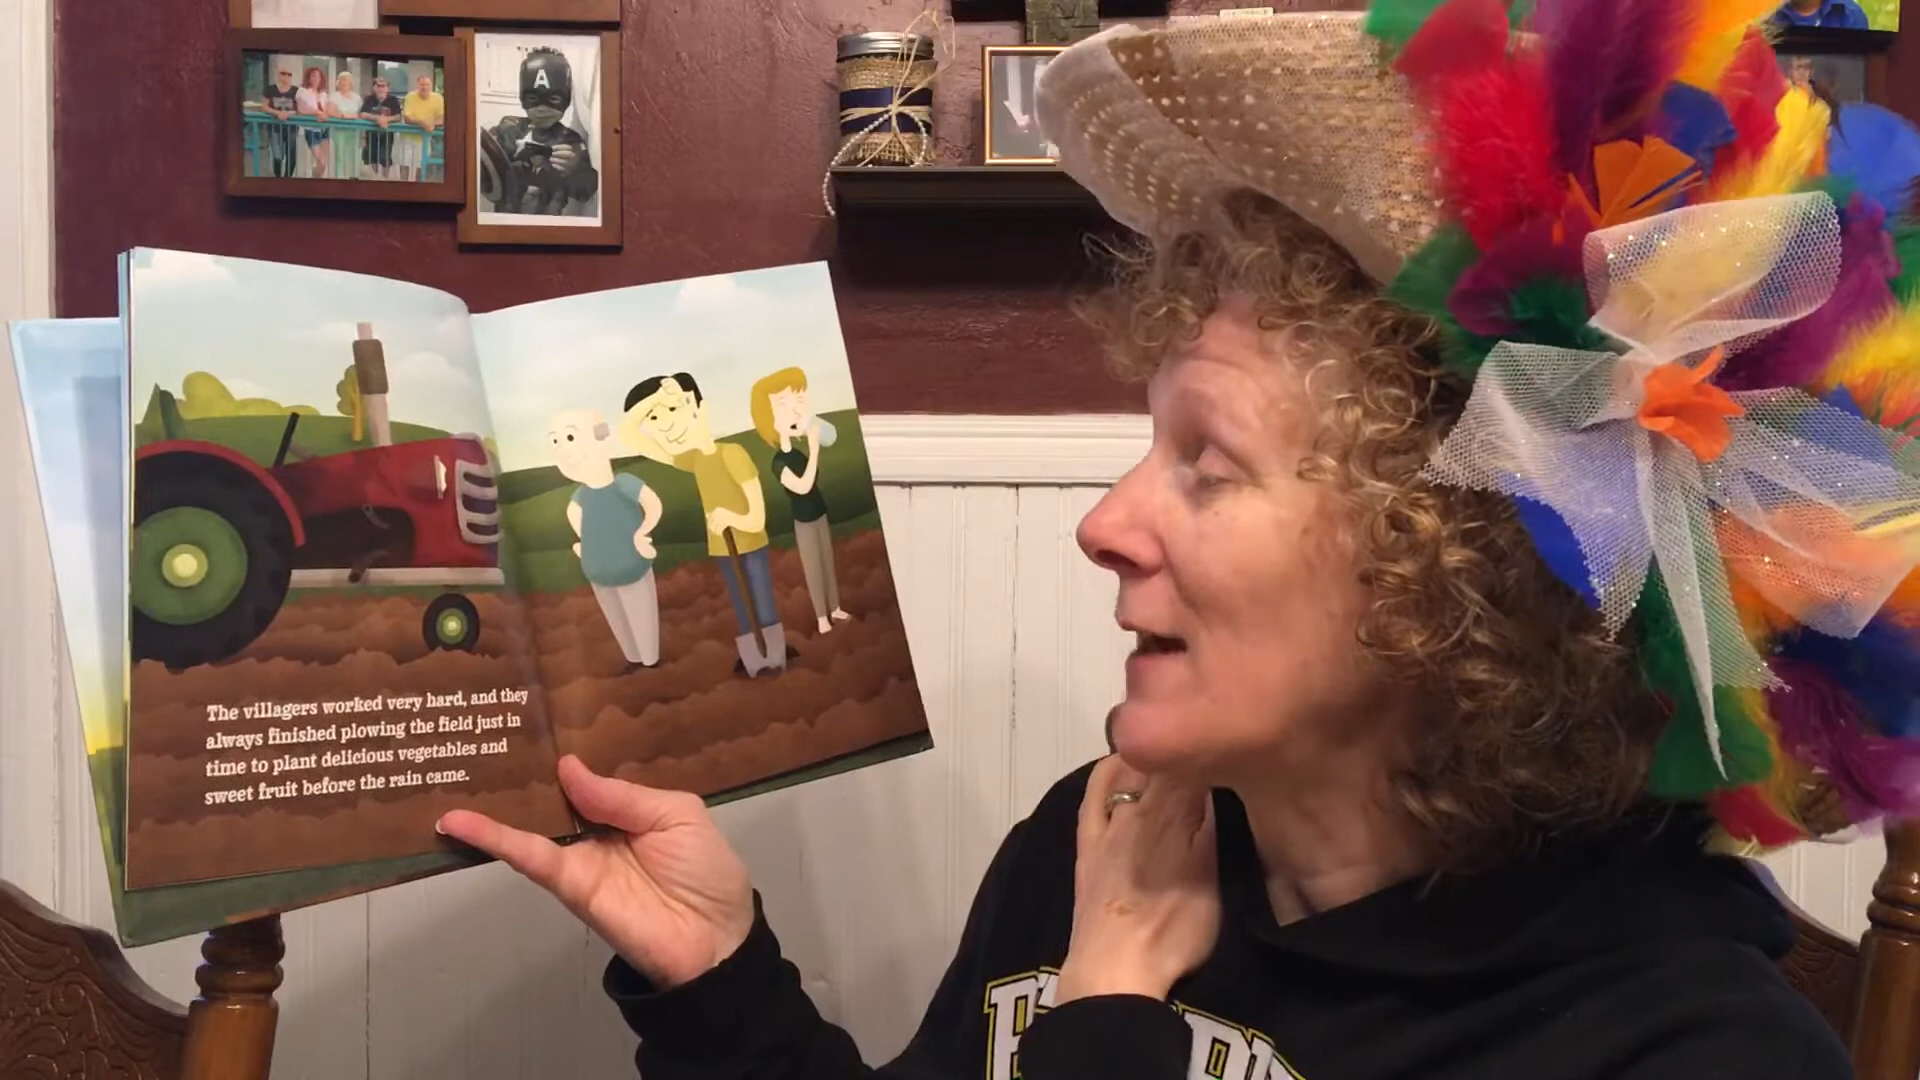 A
The villagers worked very hard, and they
always finished plowing the field just in
time to plant delicious vegetables and
sweet fruit before the rain came.